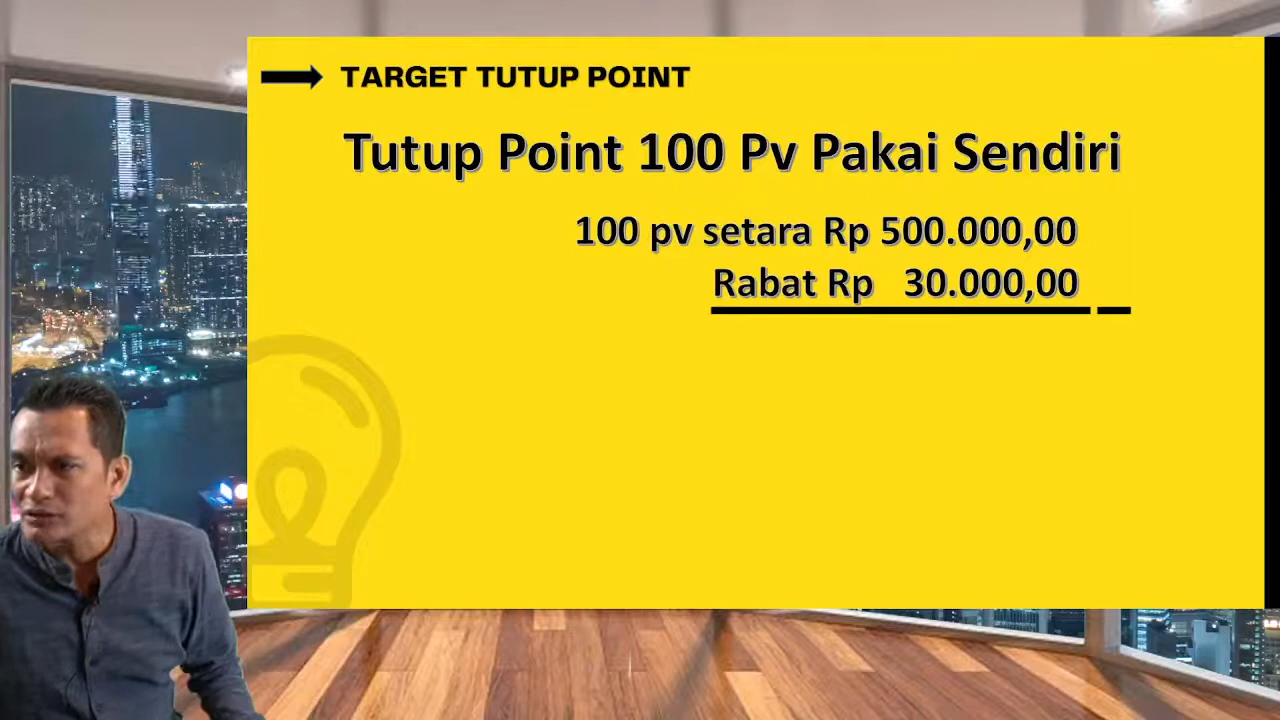 TARGET TUTUP POINT
Tutup Point 100 Pv Pakai Sendiri
100 pv setara Rp 500.000,00
Rabat Rp 30.000,00